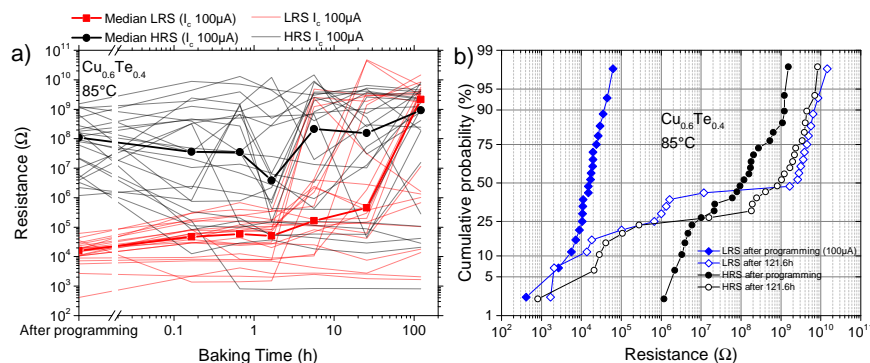 Median LRS (I_c 100µA) LRS I_c 100µA
Median HRS (I_c 100µA) HRS I_c 100µA
a)
10^11
10^10
10^9
10^8
10^7
10^6
10^5
10^4
10^3
10^2
Resistance (Ω)
Cu_0.6Te_0.4
85°C
After programming
0.1 1 10 100
Baking Time (h)
b)
99
95
90
75
50
25
10
5
1
Cumulative probability (%)
Cu_0.6Te_0.4
85°C
LRS after programming (100µA)
LRS after 121.6h
HRS after programming
HRS after 121.6h
10^2 10^3 10^4 10^5 10^6 10^7 10^8 10^9 10^10 10^11
Resistance (Ω)